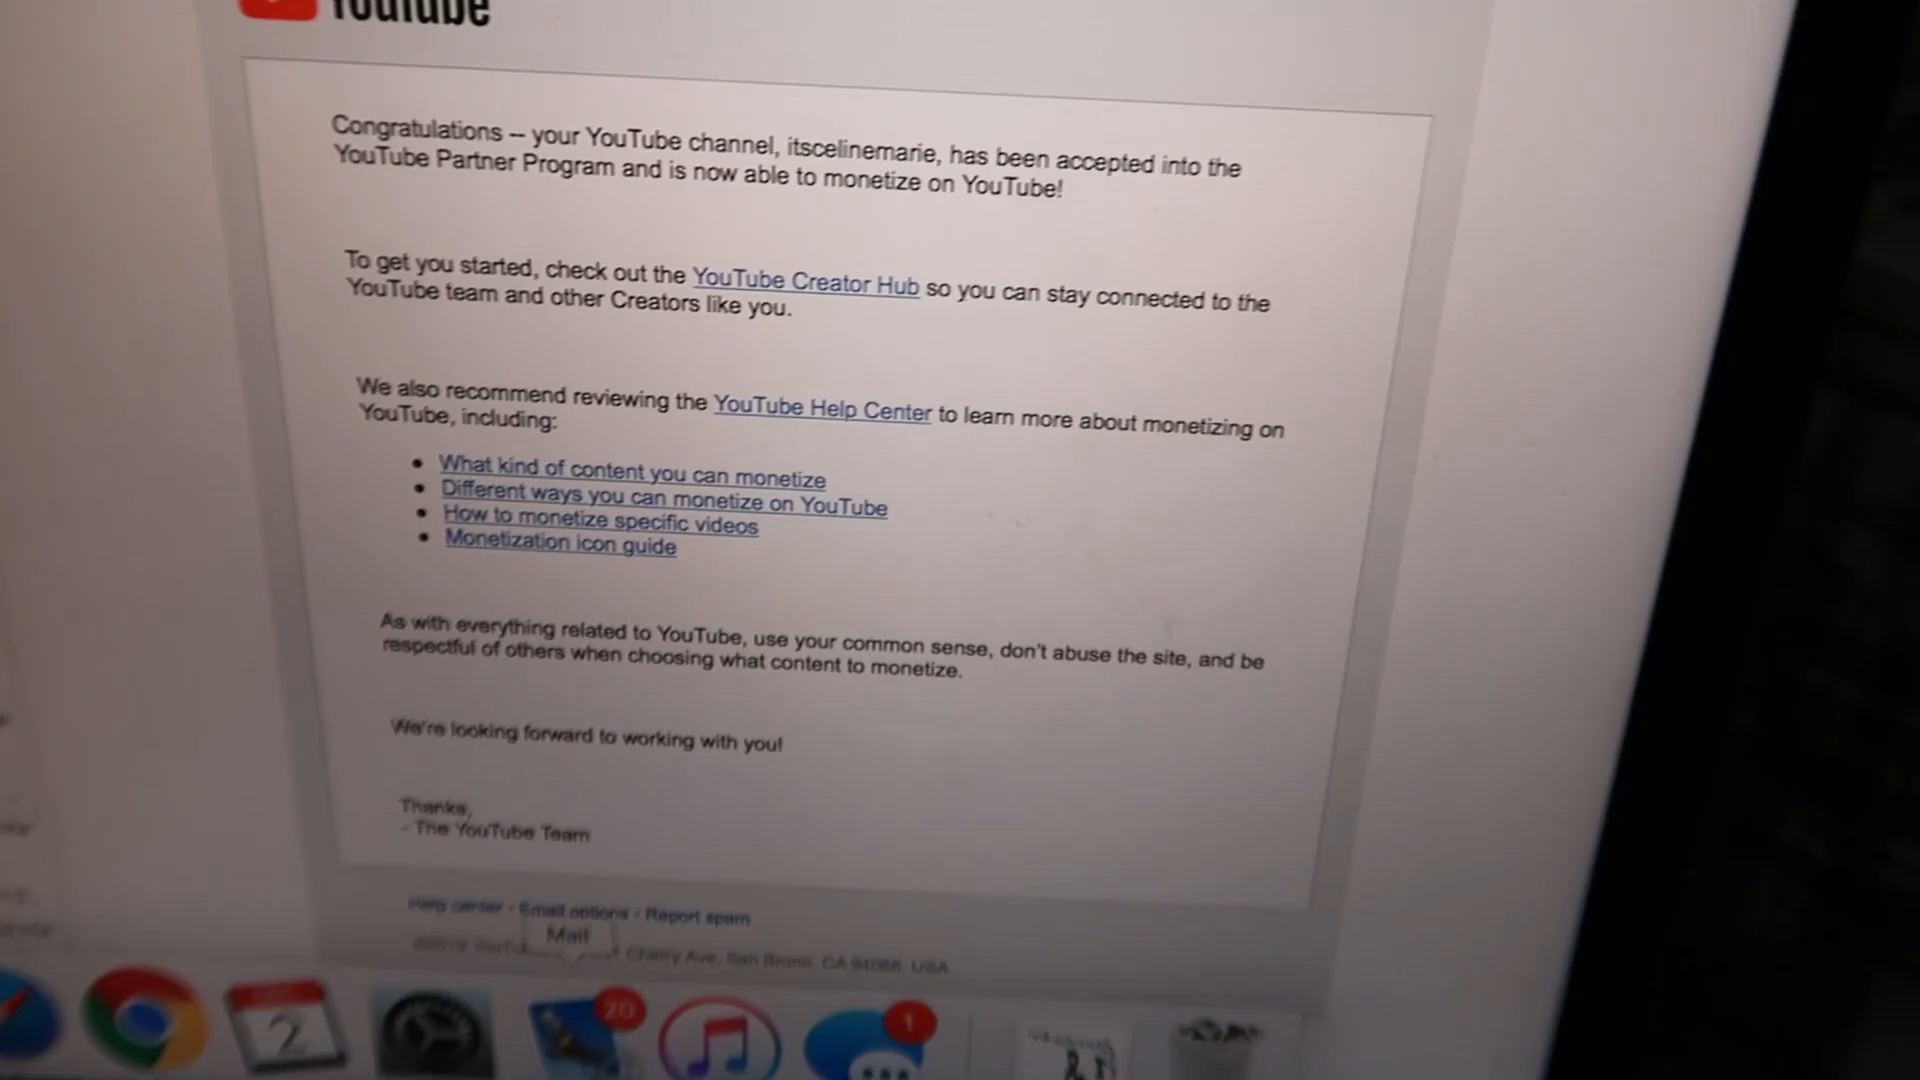 YouTube
Congratulations -- your YouTube channel, itscelinemarie, has been accepted into the
YouTube Partner Program and is now able to monetize on YouTube!
To get you started, check out the YouTube Creator Hub so you can stay connected to the
YouTube team and other Creators like you.
We also recommend reviewing the YouTube Help Center to learn more about monetizing on
YouTube, including:
• What kind of content you can monetize
• Different ways you can monetize on YouTube
• How to monetize specific videos
• Monetization icon guide
As with everything related to YouTube, use your common sense, don't abuse the site, and be
respectful of others when choosing what content to monetize.
We're looking forward to working with you!
Thanks,
- The YouTube Team
Help center - Email options - Report spam
Mail
Cherry Ave, San Bruno, CA 94066, USA
2
20
1